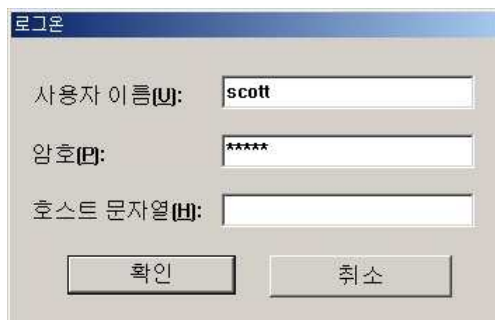 로그온
사용자 이름(U): scott
암호(P): *****
호스트 문자열(H):
확인 취소